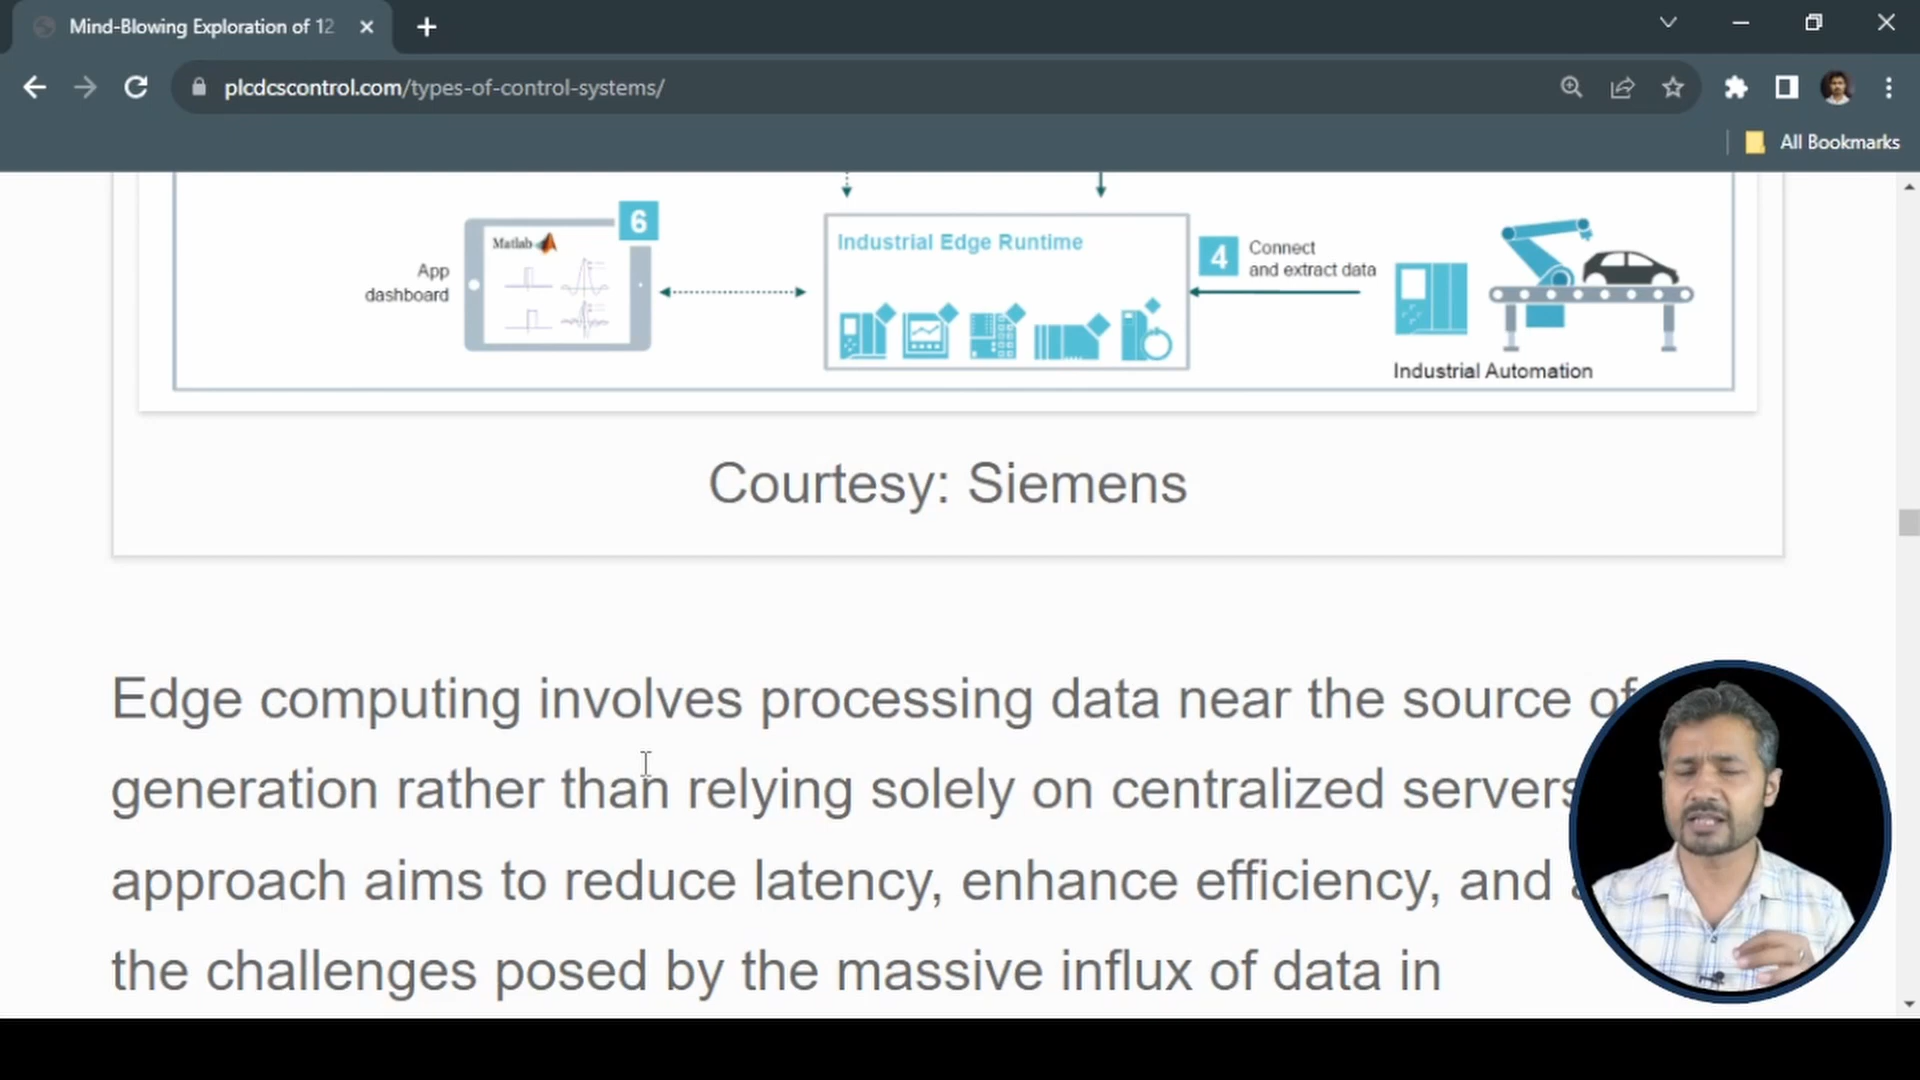 Mind-Blowing Exploration of 12
plcdcscontrol.com/types-of-control-systems/
All Bookmarks
6
Matlab
App
dashboard
Industrial Edge Runtime
4
Connect
and extract data
Industrial Automation
Courtesy: Siemens
Edge computing involves processing data near the source of
generation rather than relying solely on centralized servers
approach aims to reduce latency, enhance efficiency, and
the challenges posed by the massive influx of data in